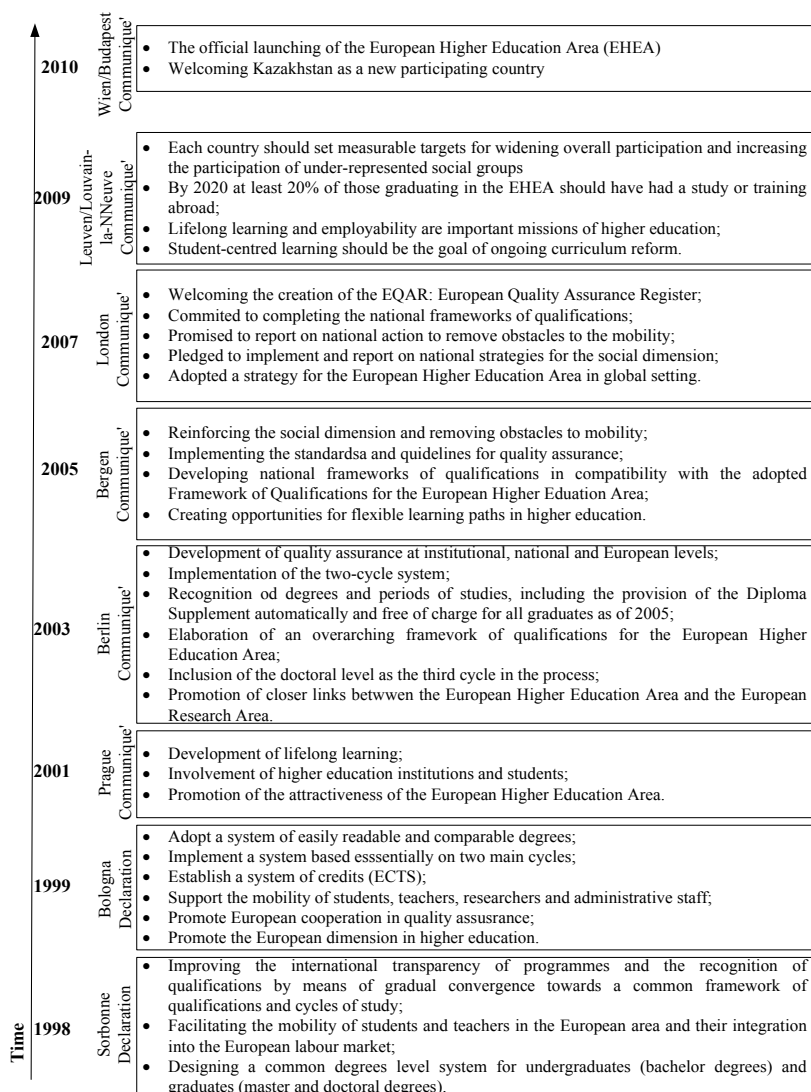 2010
Wien/Budapest
Communique'
• The official launching of the European Higher Education Area (EHEA)
• Welcoming Kazakhstan as a new participating country
2009
Leuven/Louvain-
la-NNeuve
Communique'
• Each country should set measurable targets for widening overall participation and increasing
the participation of under-represented social groups
• By 2020 at least 20% of those graduating in the EHEA should have had a study or training
abroad;
• Lifelong learning and employability are important missions of higher education;
• Student-centred learning should be the goal of ongoing curriculum reform.
2007
London
Communique'
• Welcoming the creation of the EQAR: European Quality Assurance Register;
• Commited to completing the national frameworks of qualifications;
• Promised to report on national action to remove obstacles to the mobility;
• Pledged to implement and report on national strategies for the social dimension;
• Adopted a strategy for the European Higher Education Area in global setting.
2005
Bergen
Communique'
• Reinforcing the social dimension and removing obstacles to mobility;
• Implementing the standardsa and quidelines for quality assurance;
• Developing national frameworks of qualifications in compatibility with the adopted
Framework of Qualifications for the European Higher Eduation Area;
• Creating opportunities for flexible learning paths in higher education.
2003
Berlin
Communique'
• Development of quality assurance at institutional, national and European levels;
• Implementation of the two-cycle system;
• Recognition od degrees and periods of studies, including the provision of the Diploma
Supplement automatically and free of charge for all graduates as of 2005;
• Elaboration of an overarching framevork of qualifications for the European Higher
Education Area;
• Inclusion of the doctoral level as the third cycle in the process;
• Promotion of closer links betwwen the European Higher Education Area and the European
Research Area.
2001
Prague
Communique'
• Development of lifelong learning;
• Involvement of higher education institutions and students;
• Promotion of the attractiveness of the European Higher Education Area.
1999
Bologna
Declaration
• Adopt a system of easily readable and comparable degrees;
• Implement a system based esssentially on two main cycles;
• Establish a system of credits (ECTS);
• Support the mobility of students, teachers, researchers and administrative staff;
• Promote European cooperation in quality assusrance;
• Promote the European dimension in higher education.
Time
1998
Sorbonne
Declaration
• Improving the international transparency of programmes and the recognition of
qualifications by means of gradual convergence towards a common framework of
qualifications and cycles of study;
• Facilitating the mobility of students and teachers in the European area and their integration
into the European labour market;
• Designing a common degrees level system for undergraduates (bachelor degrees) and
graduates (master and doctoral degrees).